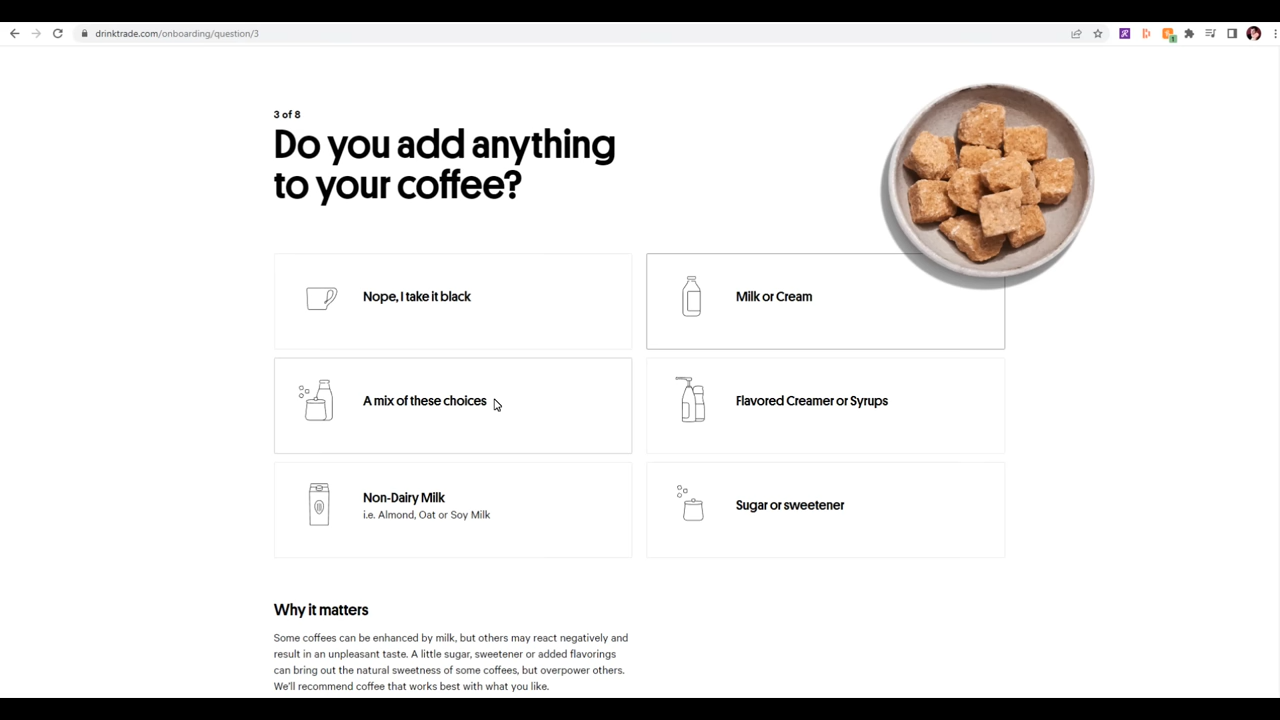 drinktrade.com/onboarding/question/3
3 of 8
Do you add anything
to your coffee?
Nope, I take it black
Milk or Cream
A mix of these choices
Flavored Creamer or Syrups
Non-Dairy Milk
i.e. Almond, Oat or Soy Milk
Sugar or sweetener
Why it matters
Some coffees can be enhanced by milk, but others may react negatively and
result in an unpleasant taste. A little sugar, sweetener or added flavorings
can bring out the natural sweetness of some coffees, but overpower others.
We'll recommend coffee that works best with what you like.